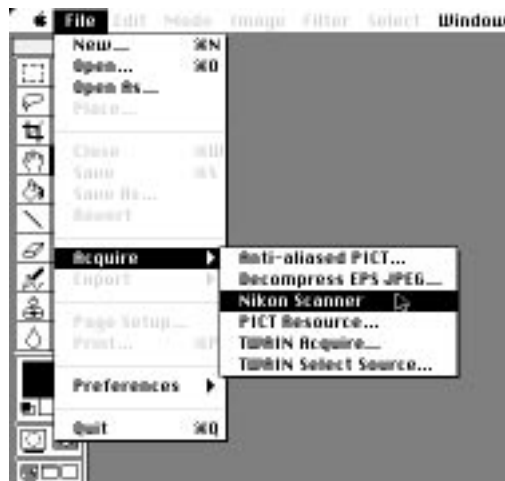 File Edit Mode Image Filter Select Window
New... ⌘N
Open... ⌘O
Open As...
Place...
Close ⌘W
Save ⌘S
Save As...
Revert
Acquire
Export
Page Setup...
Print... ⌘P
Preferences
Quit ⌘Q
Anti-aliased PICT...
Decompress EPS JPEG...
Nikon Scanner
PICT Resource...
TWAIN Acquire...
TWAIN Select Source...